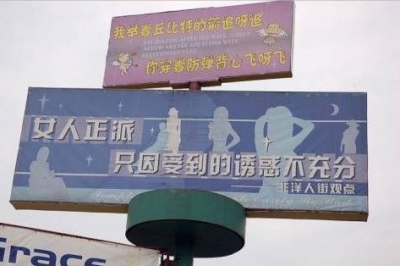 我举着丘比特的箭追呀追
你穿着防弹背心飞呀飞
女人正派
只因受到的诱惑不充分
非洋人街观点
Grace